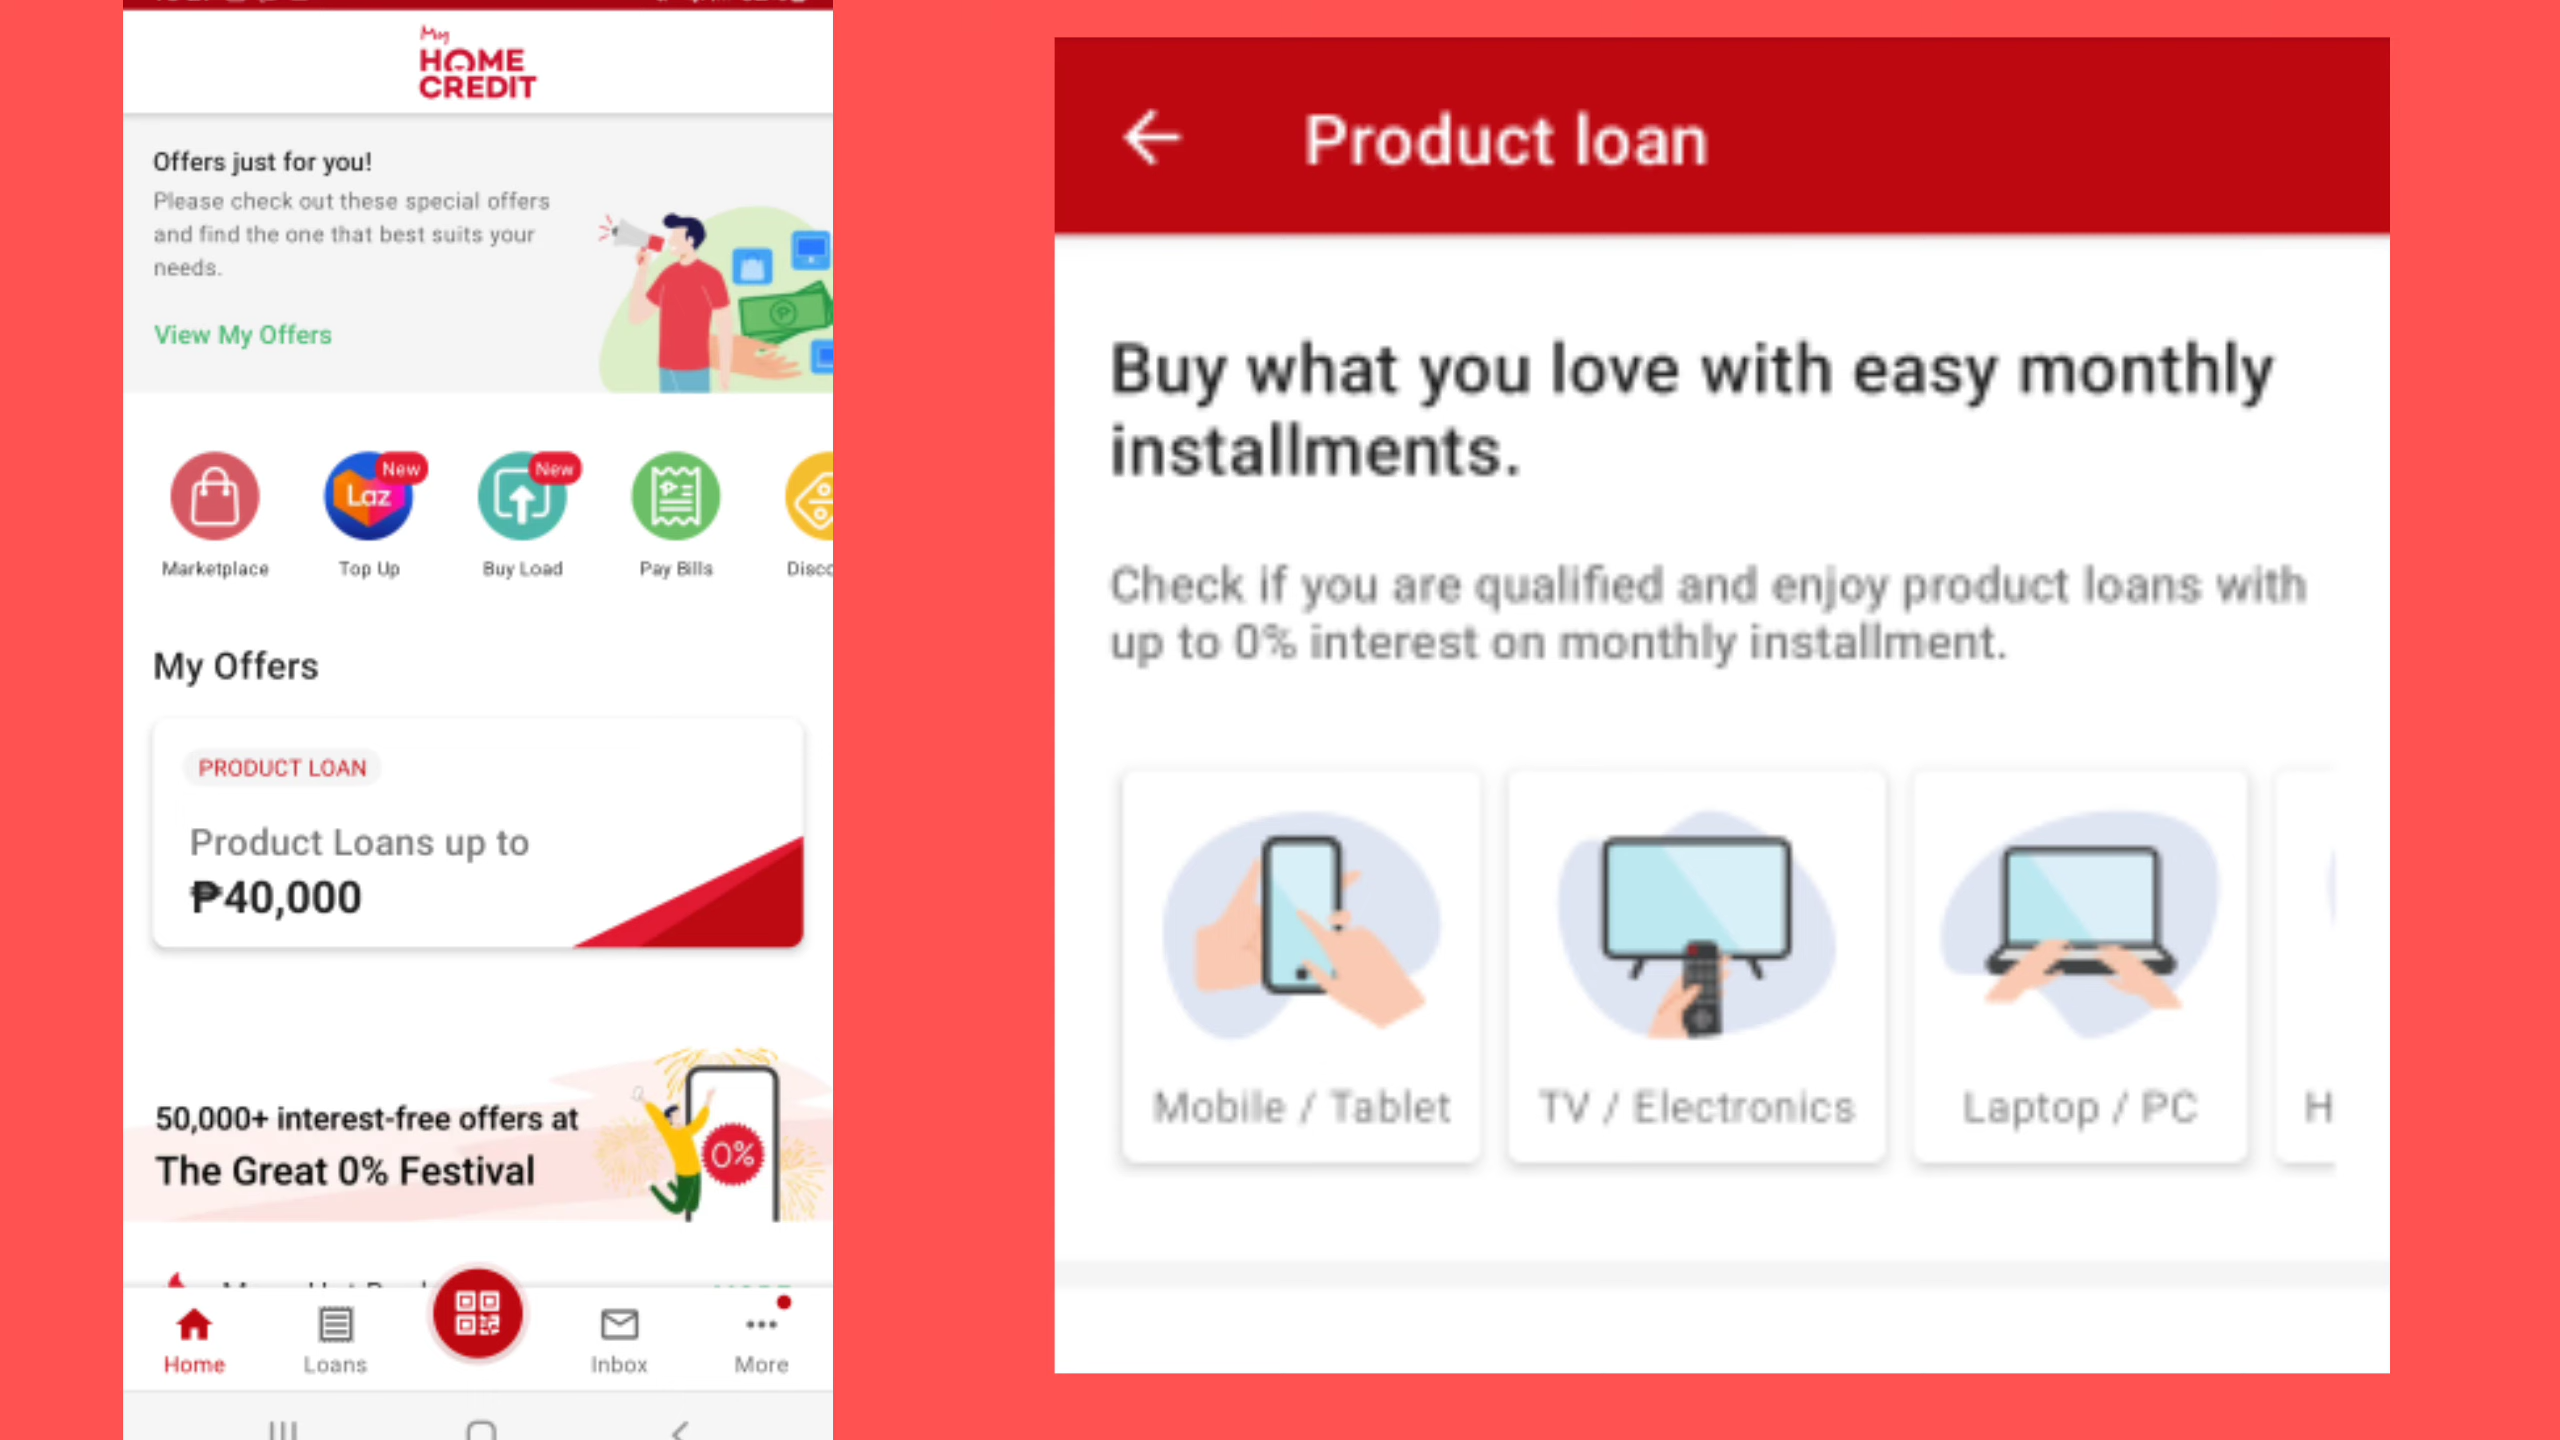 My
HOME
CREDIT
Offers just for you!
Please check out these special offers
and find the one that best suits your
needs.
View My Offers
Marketplace
Laz
New
Top Up
New
Buy Load
Pay Bills
My Offers
PRODUCT LOAN
Product Loans up to
₱40,000
50,000+ interest-free offers at
The Great 0% Festival
0%
Home
Loans
Inbox
More
Product loan
Buy what you love with easy monthly
installments.
Check if you are qualified and enjoy product loans with
up to 0% interest on monthly installment.
Mobile / Tablet
TV / Electronics
Laptop / PC
H